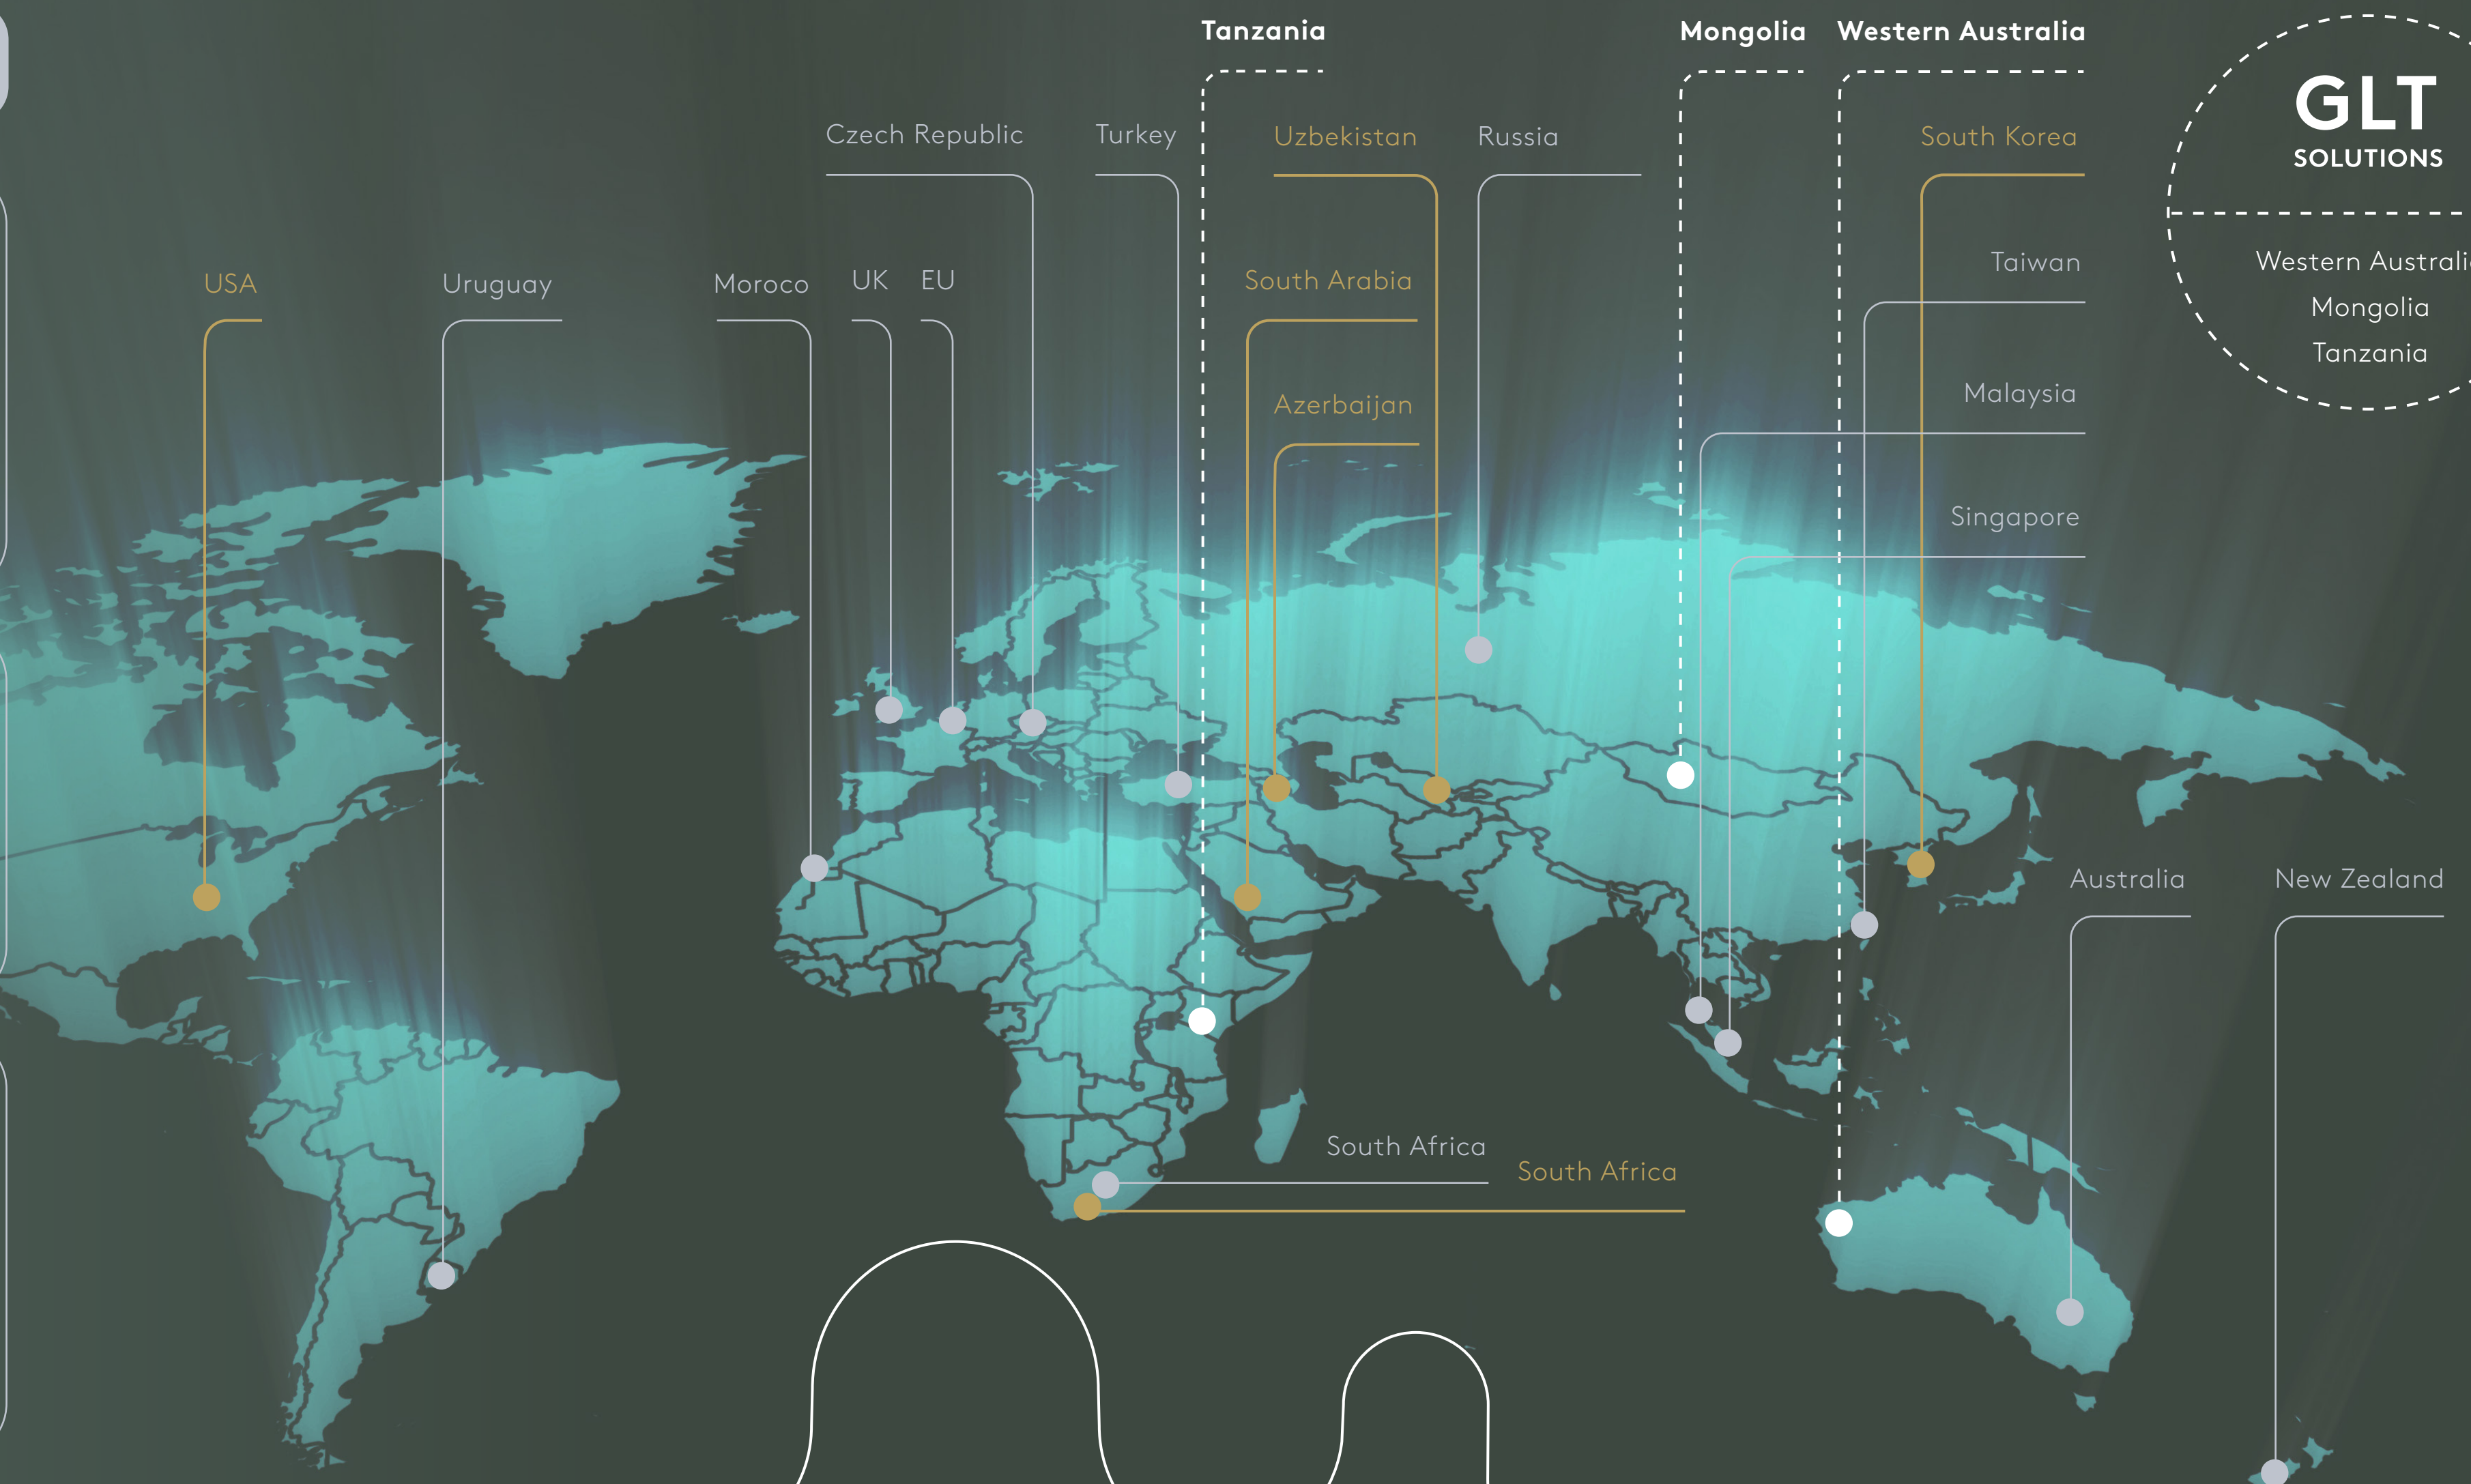 Tanzania
Mongolia
Western Australia
GLT
SOLUTIONS
Western Australi
Mongolia
Tanzania
Czech Republic
Turkey
Uzbekistan
Russia
South Korea
Taiwan
USA
Uruguay
Moroco
UK
EU
South Arabia
Azerbaijan
Malaysia
Singapore
Australia
New Zealand
South Africa
South Africa